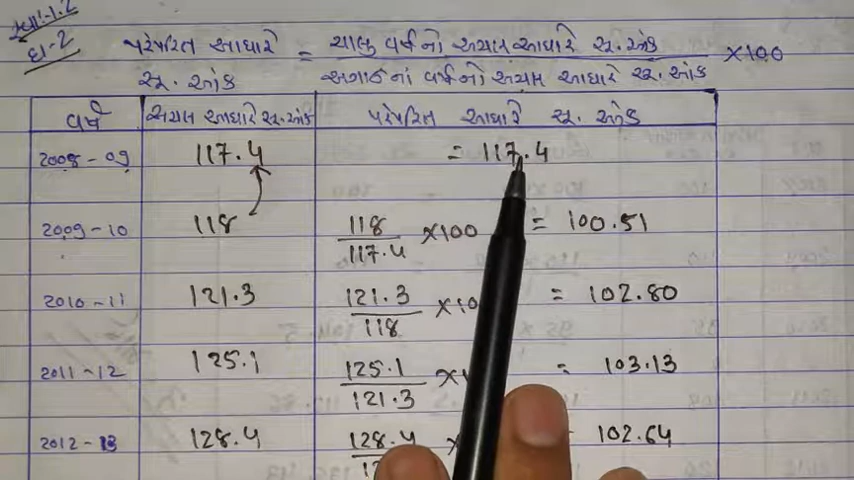 સ્વા.-1.2
દા-2
પરંપરિત આધારે = ચાલુ વર્ષનો અચલ આધારે સૂ. આંક ×100
સૂ. આંક અગાઉનાં વર્ષનો અચલ આધારે સૂ. આંક
વર્ષ અચલ આધારે સૂ. આંક પરંપરિત આધારે સૂ. આંક
2008-09 117.4 = 117.4
2009-10 118 118/117.4 ×100 = 100.51
2010-11 121.3 121.3/118 ×10 = 102.80
2011-12 125.1 125.1/121.3 × = 103.13
2012-13 128.4 128.4/ × 102.64